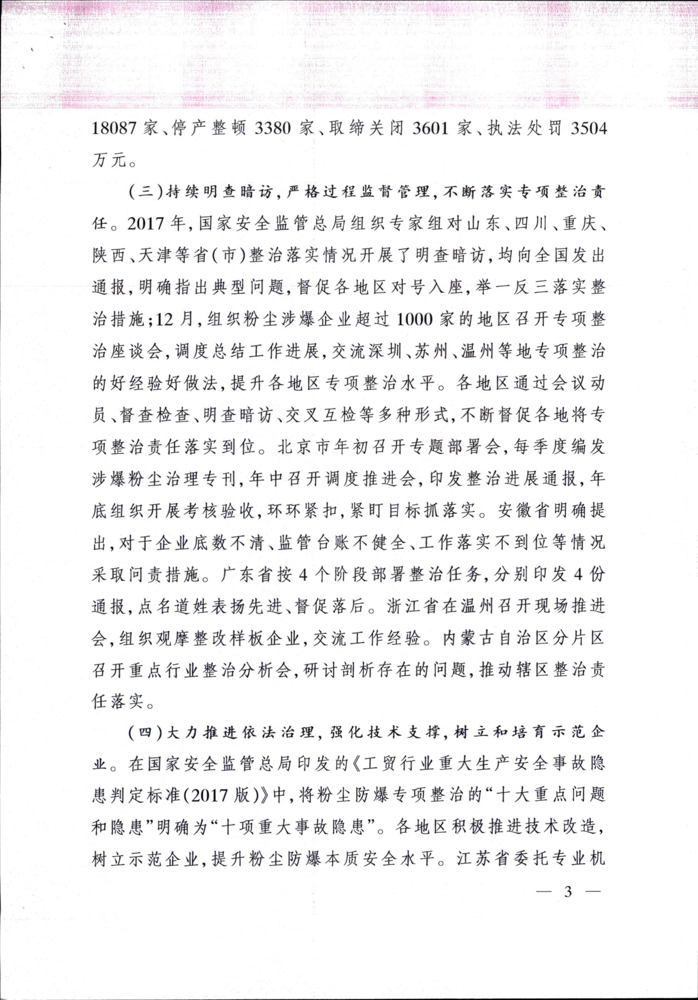 18087家、停产整顿3380家、取缔关闭3601家、执法处罚3504
万元。
(三)持续明查暗访,严格过程监督管理,不断落实专项整治责
任。2017年,国家安全监管总局组织专家组对山东、四川、重庆、
陕西、天津等省(市)整治落实情况开展了明查暗访,均向全国发出
通报,明确指出典型问题,督促各地区对号入座,举一反三落实整
治措施;12月,组织粉尘涉爆企业超过1000家的地区召开专项整
治座谈会,调度总结工作进展,交流深圳、苏州、温州等地专项整治
的好经验好做法,提升各地区专项整治水平。各地区通过会议动
员、督查检查、明查暗访、交叉互检等多种形式,不断督促各地将专
项整治责任落实到位。北京市年初召开专题部署会,每季度编发
涉爆粉尘治理专刊,年中召开调度推进会,印发整治进展通报,年
底组织开展考核验收,环环紧扣,紧盯目标抓落实。安徽省明确提
出,对于企业底数不清、监管台账不健全、工作落实不到位等情况
采取问责措施。广东省按4个阶段部署整治任务,分别印发4份
通报,点名道姓表扬先进、督促落后。浙江省在温州召开现场推进
会,组织观摩整改样板企业,交流工作经验。内蒙古自治区分片区
召开重点行业整治分析会,研讨剖析存在的问题,推动辖区整治责
任落实。
(四)大力推进依法治理,强化技术支撑,树立和培育示范企
业。在国家安全监管总局印发的《工贸行业重大生产安全事故隐
患判定标准(2017版)》中,将粉尘防爆专项整治的“十大重点问题
和隐患”明确为“十项重大事故隐患”。各地区积极推进技术改造,
树立示范企业,提升粉尘防爆本质安全水平。江苏省委托专业机
— 3 —